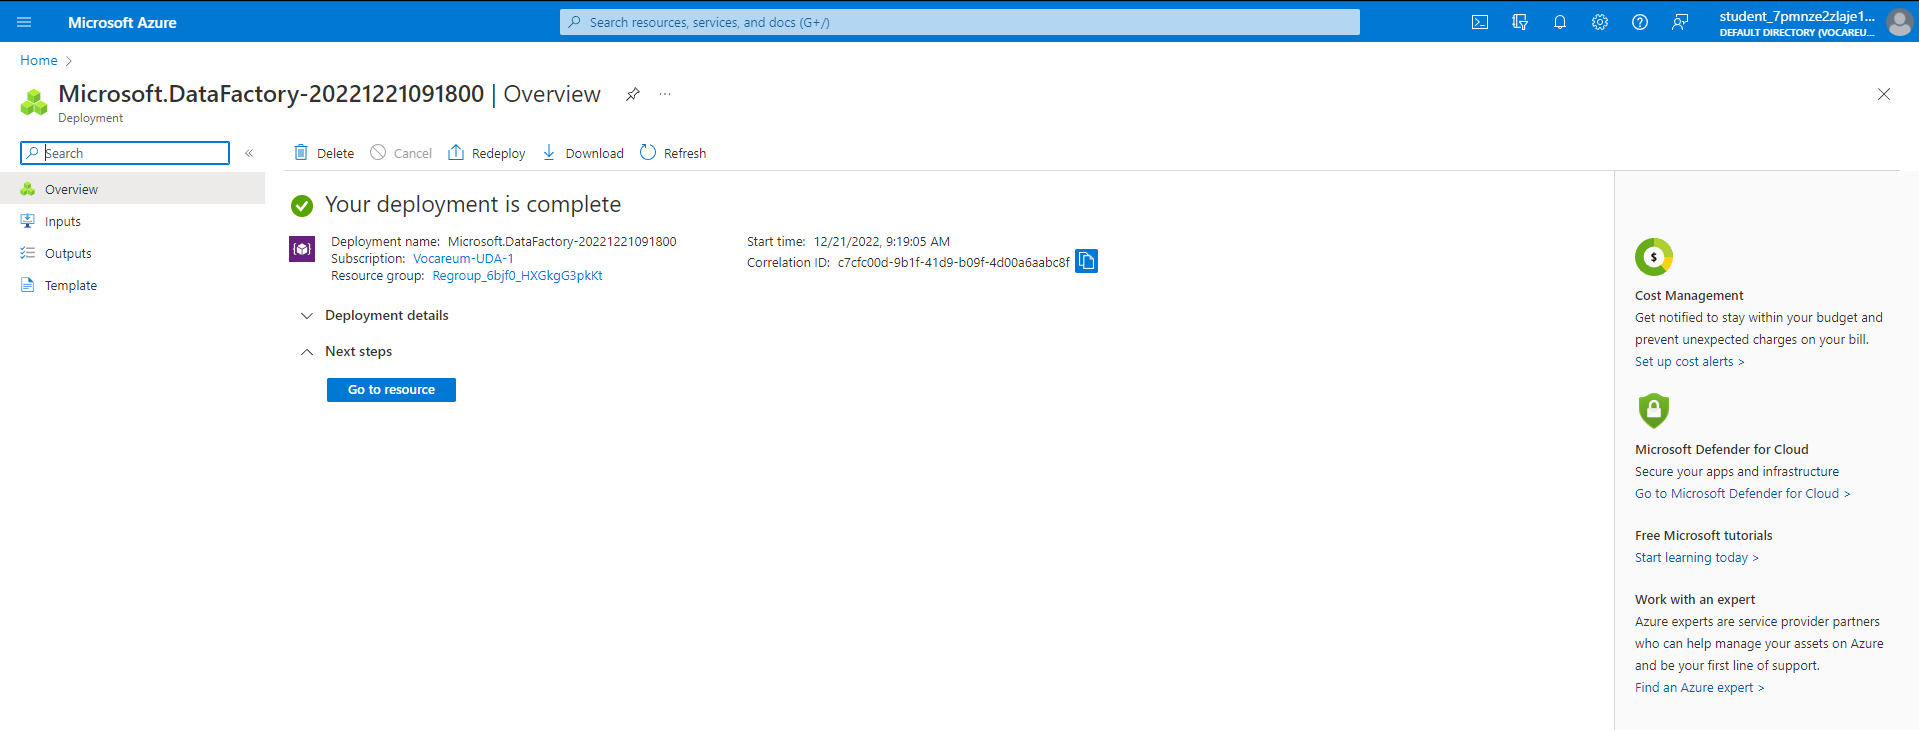 Microsoft Azure
Search resources, services, and docs (G+/)
student_7pmnze2zlaje1...
DEFAULT DIRECTORY (VOCAREU...
Home >
Microsoft.DataFactory-20221221091800 | Overview
...
Deployment
Search
«
Delete
Cancel
Redeploy
Download
Refresh
Overview
Inputs
Outputs
Template
Your deployment is complete
Deployment name: Microsoft.DataFactory-20221221091800
Subscription: Vocareum-UDA-1
Resource group: Regroup_6bjf0_HXGkgG3pkKt
Start time: 12/21/2022, 9:19:05 AM
Correlation ID: c7cfc00d-9b1f-41d9-b09f-4d00a6aabc8f
Deployment details
Next steps
Go to resource
Cost Management
Get notified to stay within your budget and
prevent unexpected charges on your bill.
Set up cost alerts >
Microsoft Defender for Cloud
Secure your apps and infrastructure
Go to Microsoft Defender for Cloud >
Free Microsoft tutorials
Start learning today >
Work with an expert
Azure experts are service provider partners
who can help manage your assets on Azure
and be your first line of support.
Find an Azure expert >